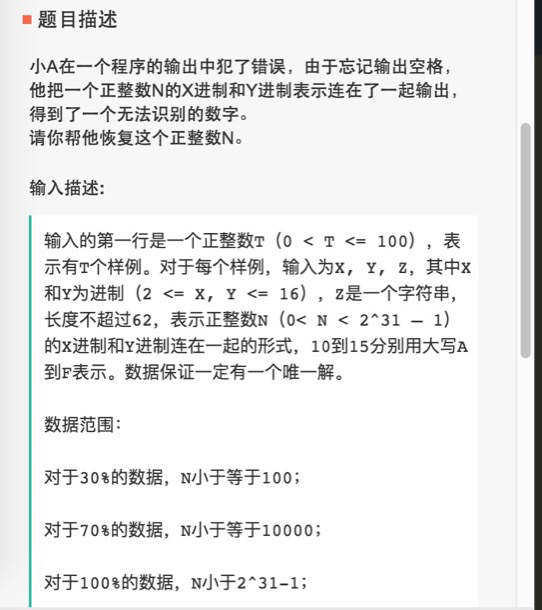 题目描述
小A在一个程序的输出中犯了错误，由于忘记输出空格，
他把一个正整数N的X进制和Y进制表示连在了一起输出，
得到了一个无法识别的数字。
请你帮他恢复这个正整数N。
输入描述:
输入的第一行是一个正整数T（0 < T <= 100），表
示有T个样例。对于每个样例，输入为X, Y, Z，其中X
和Y为进制（2 <= X, Y <= 16），Z是一个字符串，
长度不超过62，表示正整数N（0< N < 2^31 – 1）
的X进制和Y进制连在一起的形式，10到15分别用大写A
到F表示。数据保证一定有一个唯一解。
数据范围：
对于30%的数据，N小于等于100；
对于70%的数据，N小于等于10000；
对于100%的数据，N小于2^31-1；